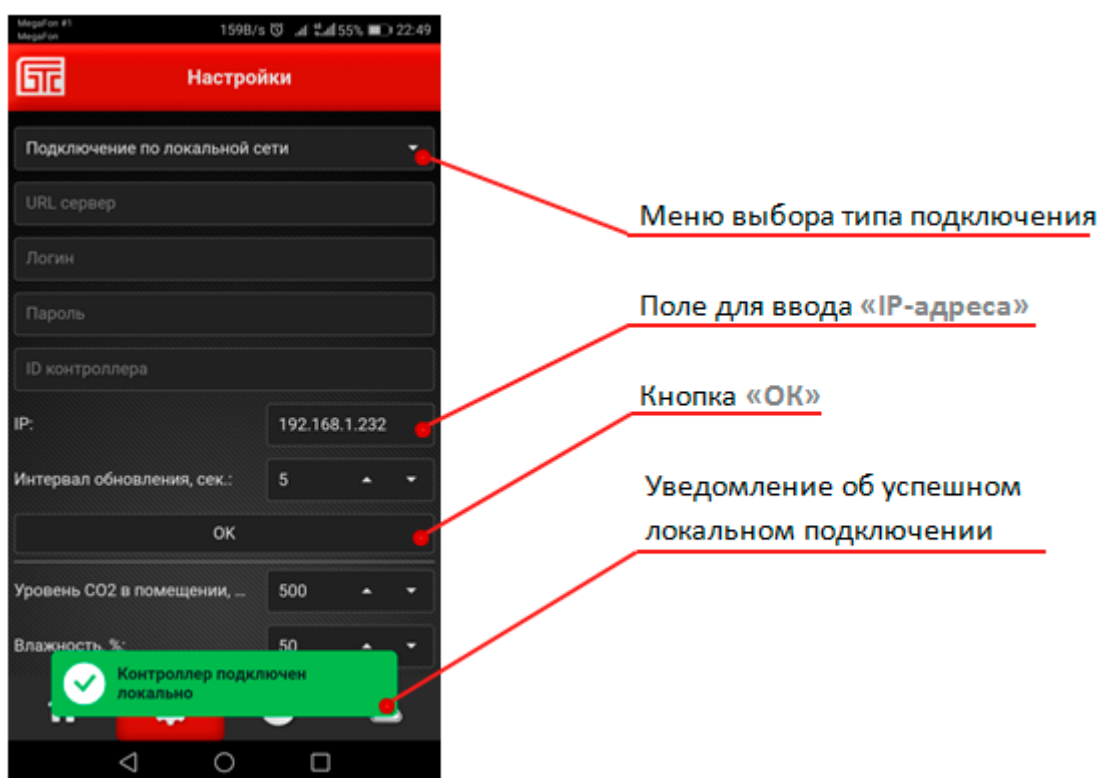 MegaFon #1
MegaFon
159B/s 55% 22:49
БТС
Настройки
Подключение по локальной сети
URL сервер
Логин
Пароль
ID контроллера
IP: 192.168.1.232
Интервал обновления, сек.: 5
OK
Уровень CO2 в помещении, ... 500
Влажность, %: 50
Контроллер подключен
локально
Меню выбора типа подключения
Поле для ввода «IP-адреса»
Кнопка «ОК»
Уведомление об успешном
локальном подключении